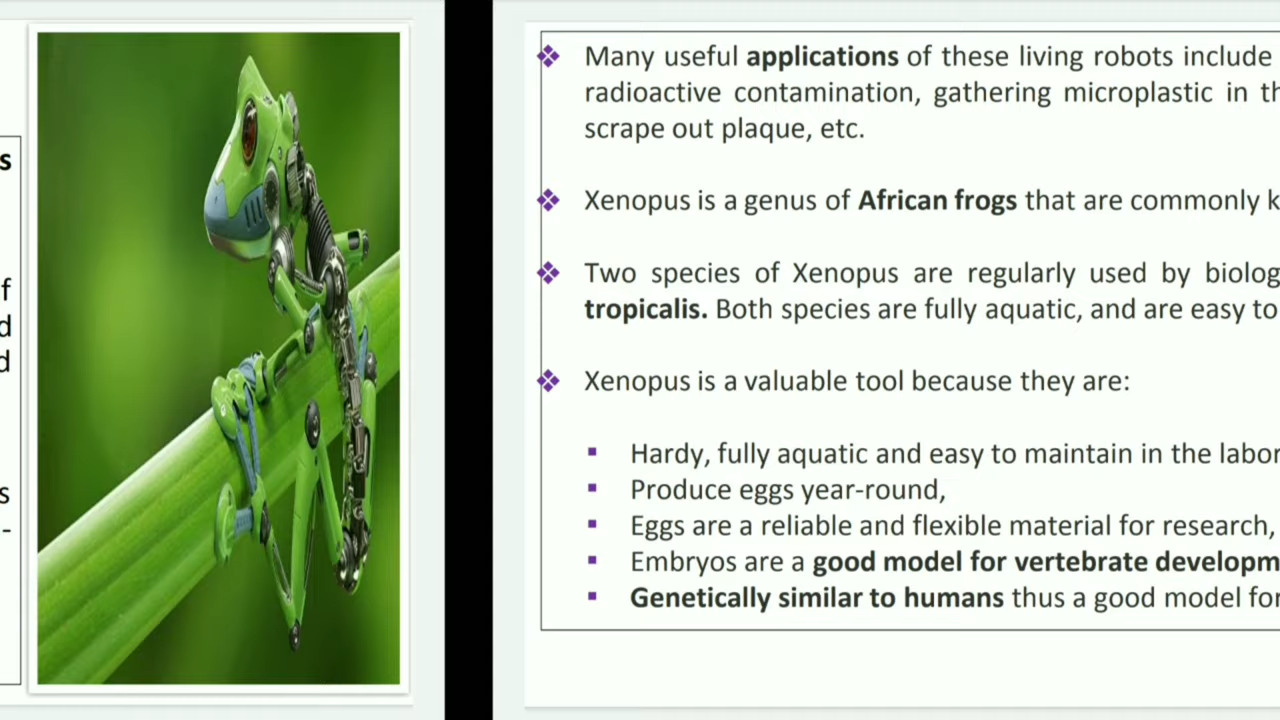 s
f
d
d
s
-
Many useful applications of these living robots include
radioactive contamination, gathering microplastic in th
scrape out plaque, etc.
Xenopus is a genus of African frogs that are commonly k
Two species of Xenopus are regularly used by biolog
tropicalis. Both species are fully aquatic, and are easy to
Xenopus is a valuable tool because they are:
Hardy, fully aquatic and easy to maintain in the labor
Produce eggs year-round,
Eggs are a reliable and flexible material for research,
Embryos are a good model for vertebrate developm
Genetically similar to humans thus a good model for